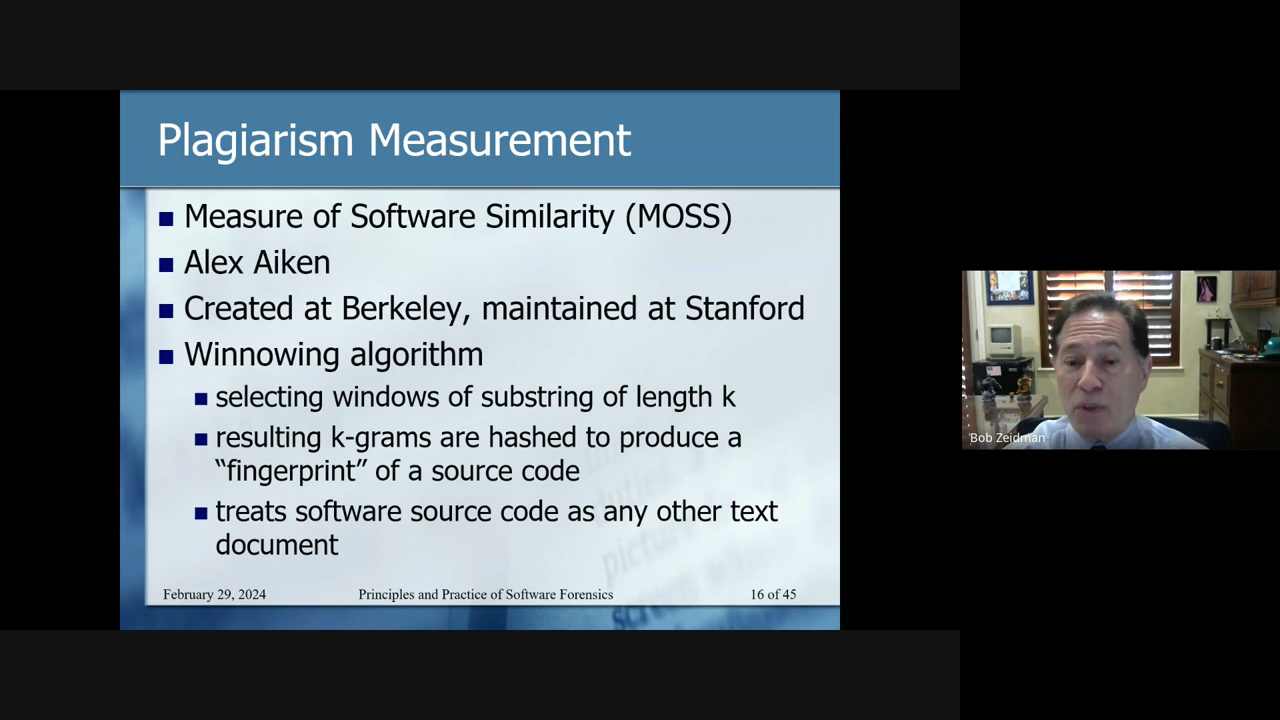 Plagiarism Measurement
Measure of Software Similarity (MOSS)
Alex Aiken
Created at Berkeley, maintained at Stanford
Winnowing algorithm
selecting windows of substring of length k
resulting k-grams are hashed to produce a
“fingerprint” of a source code
treats software source code as any other text
document
February 29, 2024
Principles and Practice of Software Forensics
16 of 45
Bob Zeidman